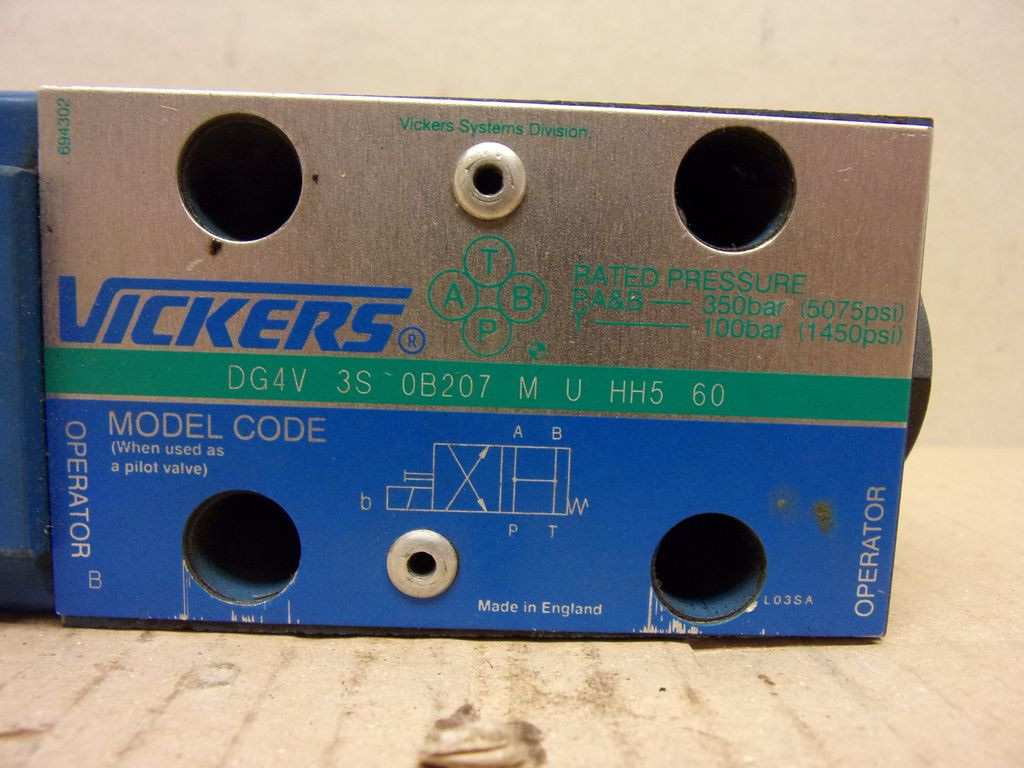 694302
Vickers Systems Division,
VICKERS®
T
A B
P
RATED PRESSURE
P.A&B — 350bar (5075psi)
T — 100bar (1450psi)
DG4V 3S 0B207 M U HH5 60
MODEL CODE
(When used as
a pilot valve)
OPERATOR
B
A B
b
P T
OPERATOR
L03SA
Made in England